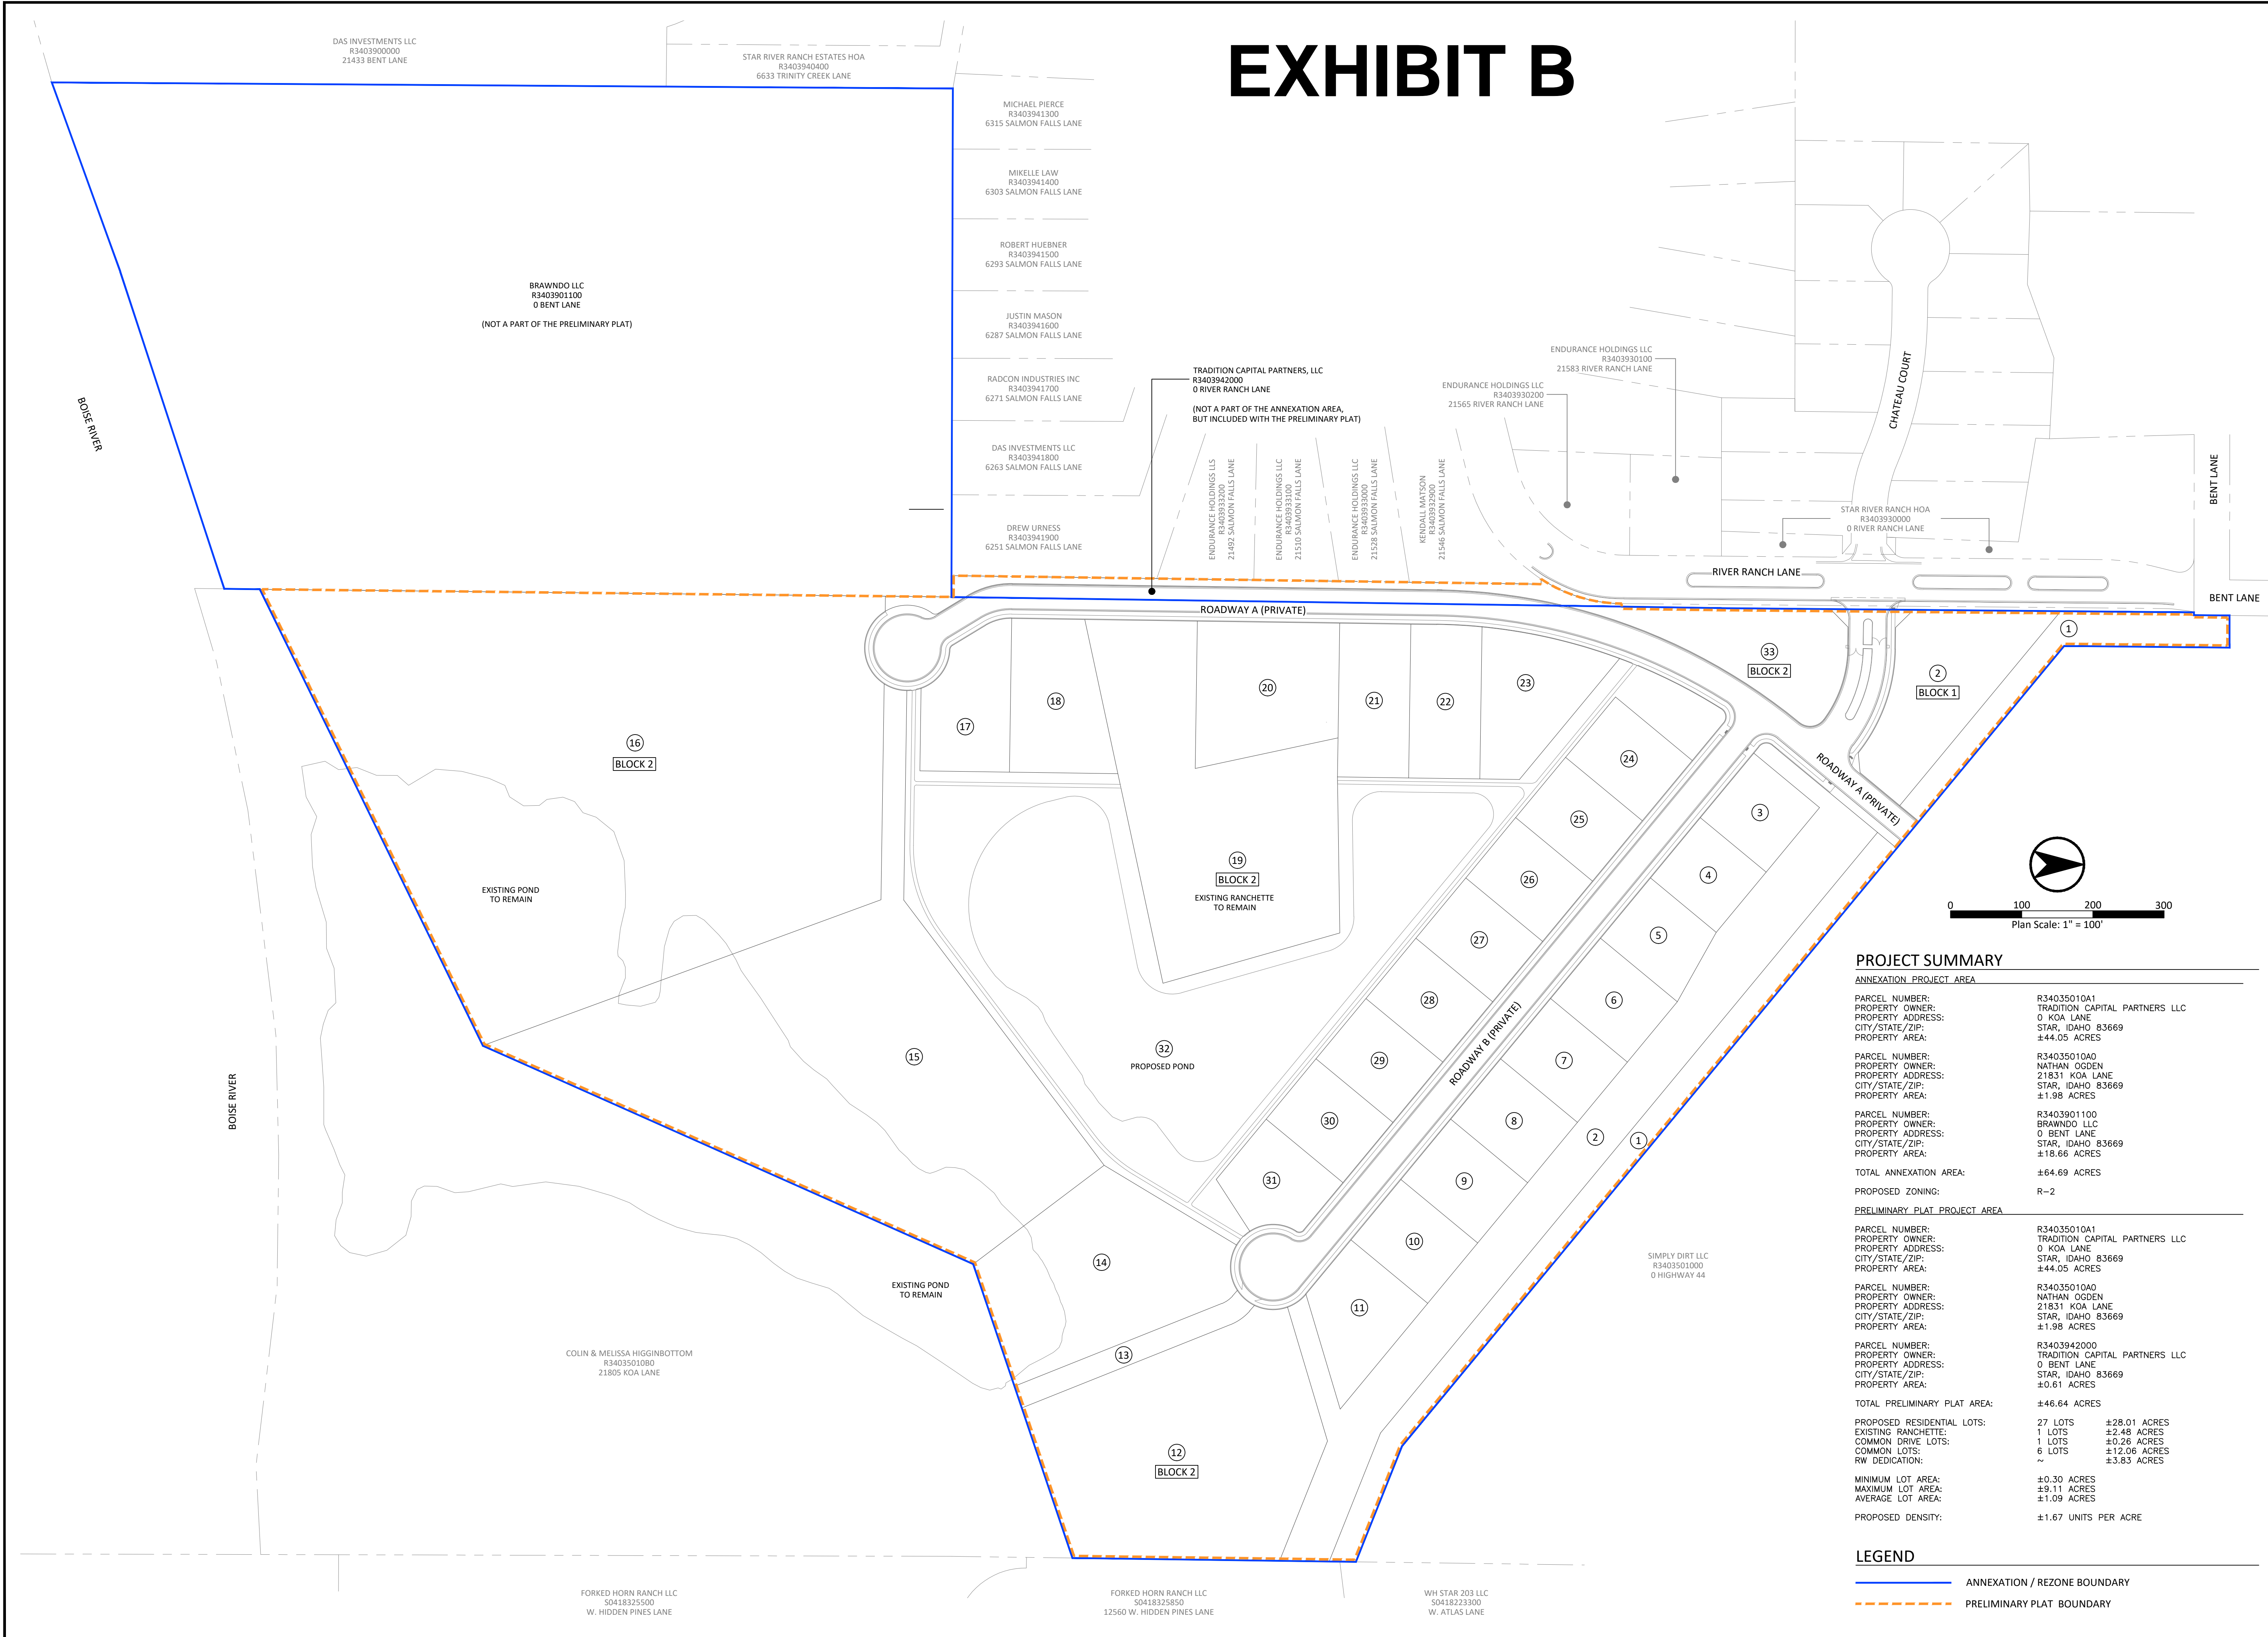 EXHIBIT B
DAS INVESTMENTS LLC
R3403900000
21433 BENT LANE
STAR RIVER RANCH ESTATES HOA
R3403940400
6633 TRINITY CREEK LANE
MICHAEL PIERCE
R3403941300
6315 SALMON FALLS LANE
MIKELLE LAW
R3403941400
6303 SALMON FALLS LANE
ROBERT HUEBNER
R3403941500
6293 SALMON FALLS LANE
BRAWNDO LLC
R3403901100
0 BENT LANE
(NOT A PART OF THE PRELIMINARY PLAT)
JUSTIN MASON
R3403941600
6287 SALMON FALLS LANE
RADCON INDUSTRIES INC
R3403941700
6271 SALMON FALLS LANE
DAS INVESTMENTS LLC
R3403941800
6263 SALMON FALLS LANE
DREW URNESS
R3403941900
6251 SALMON FALLS LANE
BOISE RIVER
TRADITION CAPITAL PARTNERS, LLC
R3403942000
0 RIVER RANCH LANE
(NOT A PART OF THE ANNEXATION AREA,
BUT INCLUDED WITH THE PRELIMINARY PLAT)
ENDURANCE HOLDINGS LLS
R3403933200
21492 SALMON FALLS LANE
ENDURANCE HOLDINGS LLC
R3403933100
21510 SALMON FALLS LANE
ENDURANCE HOLDINGS LLC
R3403933000
21528 SALMON FALLS LANE
KENDALL MATSON
R3403932900
21546 SALMON FALLS LANE
ENDURANCE HOLDINGS LLC
R3403930200
21565 RIVER RANCH LANE
ENDURANCE HOLDINGS LLC
R3403930100
21583 RIVER RANCH LANE
CHATEAU COURT
STAR RIVER RANCH HOA
R3403930000
0 RIVER RANCH LANE
BENT LANE
RIVER RANCH LANE
BENT LANE
ROADWAY A (PRIVATE)
1
33
BLOCK 2
2
BLOCK 1
16
BLOCK 2
17
18
20
21
22
23
24
25
26
27
28
29
30
31
ROADWAY A (PRIVATE)
3
4
5
6
7
8
9
10
11
2
1
ROADWAY B (PRIVATE)
19
BLOCK 2
EXISTING RANCHETTE
TO REMAIN
EXISTING POND
TO REMAIN
15
32
PROPOSED POND
BOISE RIVER
14
EXISTING POND
TO REMAIN
13
12
BLOCK 2
COLIN & MELISSA HIGGINBOTTOM
R34035010B0
21805 KOA LANE
SIMPLY DIRT LLC
R3403501000
0 HIGHWAY 44
FORKED HORN RANCH LLC
S0418325500
W. HIDDEN PINES LANE
FORKED HORN RANCH LLC
S0418325850
12560 W. HIDDEN PINES LANE
WH STAR 203 LLC
S0418223300
W. ATLAS LANE
0 100 200 300
Plan Scale: 1" = 100'
PROJECT SUMMARY
ANNEXATION PROJECT AREA
PARCEL NUMBER: R34035010A1
PROPERTY OWNER: TRADITION CAPITAL PARTNERS LLC
PROPERTY ADDRESS: 0 KOA LANE
CITY/STATE/ZIP: STAR, IDAHO 83669
PROPERTY AREA: ±44.05 ACRES
PARCEL NUMBER: R34035010A0
PROPERTY OWNER: NATHAN OGDEN
PROPERTY ADDRESS: 21831 KOA LANE
CITY/STATE/ZIP: STAR, IDAHO 83669
PROPERTY AREA: ±1.98 ACRES
PARCEL NUMBER: R3403901100
PROPERTY OWNER: BRAWNDO LLC
PROPERTY ADDRESS: 0 BENT LANE
CITY/STATE/ZIP: STAR, IDAHO 83669
PROPERTY AREA: ±18.66 ACRES
TOTAL ANNEXATION AREA: ±64.69 ACRES
PROPOSED ZONING: R-2
PRELIMINARY PLAT PROJECT AREA
PARCEL NUMBER: R34035010A1
PROPERTY OWNER: TRADITION CAPITAL PARTNERS LLC
PROPERTY ADDRESS: 0 KOA LANE
CITY/STATE/ZIP: STAR, IDAHO 83669
PROPERTY AREA: ±44.05 ACRES
PARCEL NUMBER: R34035010A0
PROPERTY OWNER: NATHAN OGDEN
PROPERTY ADDRESS: 21831 KOA LANE
CITY/STATE/ZIP: STAR, IDAHO 83669
PROPERTY AREA: ±1.98 ACRES
PARCEL NUMBER: R3403942000
PROPERTY OWNER: TRADITION CAPITAL PARTNERS LLC
PROPERTY ADDRESS: 0 BENT LANE
CITY/STATE/ZIP: STAR, IDAHO 83669
PROPERTY AREA: ±0.61 ACRES
TOTAL PRELIMINARY PLAT AREA: ±46.64 ACRES
PROPOSED RESIDENTIAL LOTS: 27 LOTS ±28.01 ACRES
EXISTING RANCHETTE: 1 LOTS ±2.48 ACRES
COMMON DRIVE LOTS: 1 LOTS ±0.26 ACRES
COMMON LOTS: 6 LOTS ±12.06 ACRES
RW DEDICATION: ~ ±3.83 ACRES
MINIMUM LOT AREA: ±0.30 ACRES
MAXIMUM LOT AREA: ±9.11 ACRES
AVERAGE LOT AREA: ±1.09 ACRES
PROPOSED DENSITY: ±1.67 UNITS PER ACRE
LEGEND
ANNEXATION / REZONE BOUNDARY
PRELIMINARY PLAT BOUNDARY